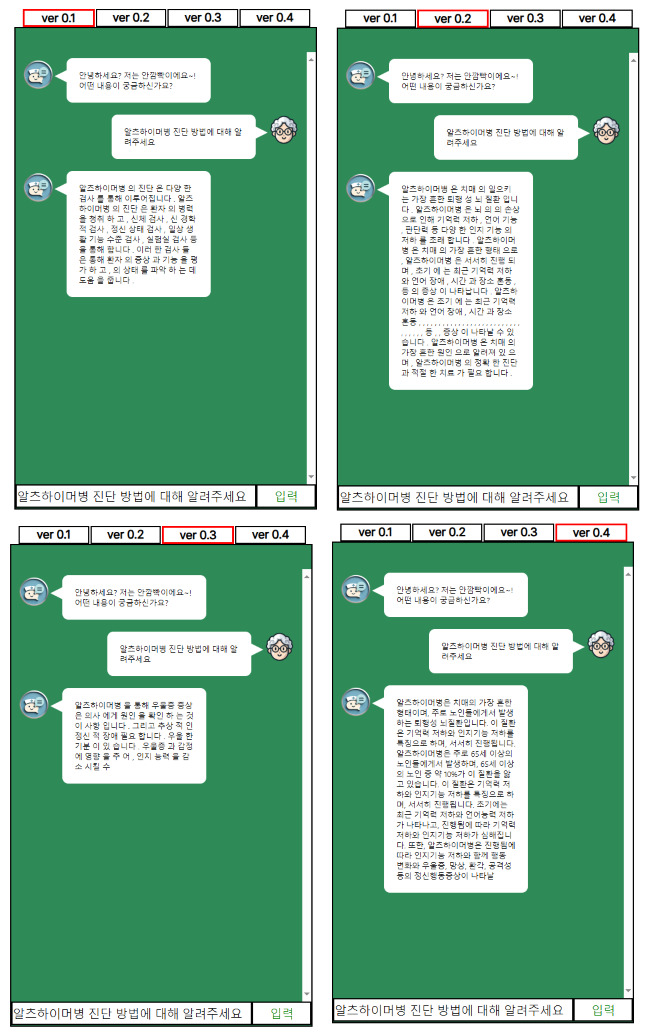 ver 0.1 ver 0.2 ver 0.3 ver 0.4
안녕하세요? 저는 안깜빡이에요~!
어떤 내용이 궁금하신가요?
알츠하이머병 진단 방법에 대해 알
려주세요
알츠하이머병 의 진단 은 다양 한
검사 를 통해 이루어집니다 . 알츠
하이머병 의 진단 은 환자 의 병력
을 청취 하 고 , 신체 검사 , 신 경학
적 검사 , 정신 상태 검사 , 일상 생
활 기능 수준 검사 , 실험실 검사 등
을 통해 합니다 . 이러 한 검사 들
은 통해 환자 의 증상 과 기능 을 평
가 하 고 , 의 상태 를 파악 하 는 데
도움 을 줍니다 .
알츠하이머병 진단 방법에 대해 알려주세요 입력
ver 0.1 ver 0.2 ver 0.3 ver 0.4
안녕하세요? 저는 안깜빡이에요~!
어떤 내용이 궁금하신가요?
알츠하이머병 진단 방법에 대해 알
려주세요
알츠하이머병 은 치매 의 일으키
는 가장 흔한 퇴행 성 뇌 질환 입니
다 . 알츠하이머병 은 뇌 의 의 손상
으로 인해 기억력 저하 , 언어 기능
, 판단력 등 다양 한 인지 기능 의
저하 를 초래 합니다 . 알츠하이머
병 은 치매 의 가장 흔한 형태 으로
, 알츠하이머병 은 서서히 진행 되
며 , 초기 에 는 최근 기억력 저하
와 언어 장애 , 시간 과 장소 혼동 ,
등 의 증상 이 나타납니다 . 알츠하
이머병 은 초기 에 는 최근 기억력
저하 와 언어 장애 , 시간 과 장소
혼동 , , , , , , , , , , , , , , , , , , , , , , , , , , ,
, , , , , , 등 , , 증상 이 나타날 수 있
습니다 . 알츠하이머병 은 치매 의
가장 흔한 원인 으로 알려져 있 으
며 , 알츠하이머병 의 정확 한 진단
과 적절 한 치료 가 필요 합니다 .
알츠하이머병 진단 방법에 대해 알려주세요 입력
ver 0.1 ver 0.2 ver 0.3 ver 0.4
안녕하세요? 저는 안깜빡이에요~!
어떤 내용이 궁금하신가요?
알츠하이머병 진단 방법에 대해 알
려주세요
알츠하이머병 을 통해 우울증 증상
은 의사 에게 원인 을 확인 하 는 것
이 사항 입니다 . 그리고 추상 적 인
정신 적 장애 필요 합니다 . 우울 한
기분 이 있 습니다 . 우울증 과 감정
에 영향 을 주 어 , 인지 능력 을 감
소 시킬 수
알츠하이머병 진단 방법에 대해 알려주세요 입력
ver 0.1 ver 0.2 ver 0.3 ver 0.4
안녕하세요? 저는 안깜빡이에요~!
어떤 내용이 궁금하신가요?
알츠하이머병 진단 방법에 대해 알
려주세요
알츠하이머병은 치매의 가장 흔한
형태이며, 주로 노인들에게서 발생
하는 퇴행성 뇌질환입니다. 이 질환
은 기억력 저하와 인지기능 저하를
특징으로 하며, 서서히 진행됩니다.
알츠하이머병은 주로 65세 이상의
노인들에게서 발생하며, 65세 이상
의 노인 중 약 10%가 이 질환을 앓
고 있습니다. 이 질환은 기억력 저
하와 인지기능 저하를 특징으로 하
며, 서서히 진행됩니다. 초기에는
최근 기억력 저하와 언어능력 저하
가 나타나고, 진행됨에 따라 기억력
저하와 인지기능 저하가 심해집니
다. 또한, 알츠하이머병은 진행됨에
따라 인지기능 저하와 함께 행동
변화와 우울증, 망상, 환각, 공격성
등의 정신행동증상이 나타날
알츠하이머병 진단 방법에 대해 알려주세요 입력